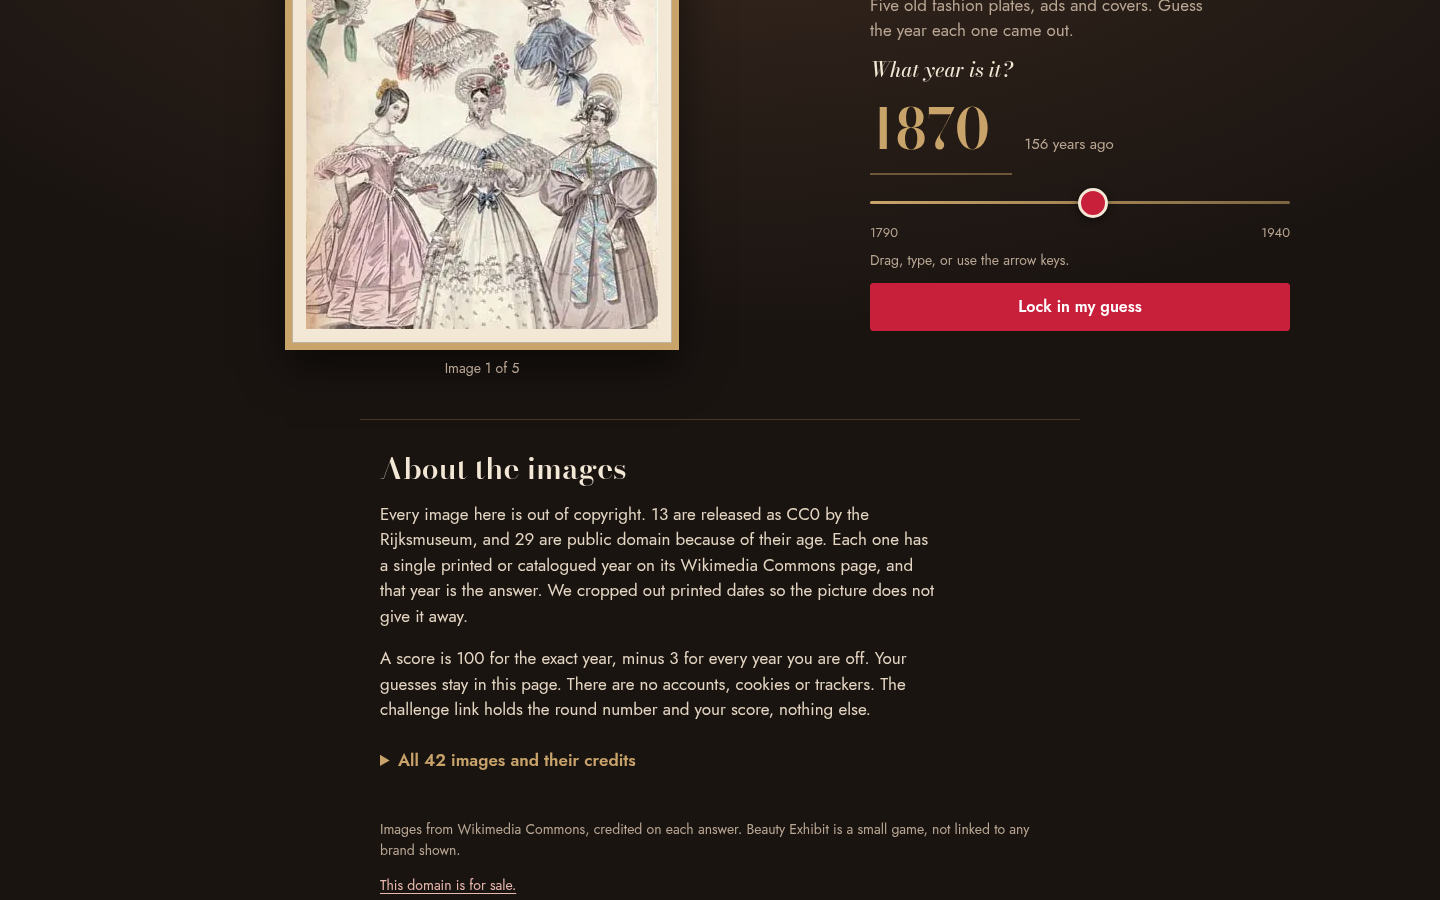 Five old fashion plates, ads and covers. Guess
the year each one came out.
What year is it?
1870
156 years ago
1790
1940
Drag, type, or use the arrow keys.
Lock in my guess
Image 1 of 5
About the images
Every image here is out of copyright. 13 are released as CC0 by the
Rijksmuseum, and 29 are public domain because of their age. Each one has
a single printed or catalogued year on its Wikimedia Commons page, and
that year is the answer. We cropped out printed dates so the picture does not
give it away.
A score is 100 for the exact year, minus 3 for every year you are off. Your
guesses stay in this page. There are no accounts, cookies or trackers. The
challenge link holds the round number and your score, nothing else.
All 42 images and their credits
Images from Wikimedia Commons, credited on each answer. Beauty Exhibit is a small game, not linked to any
brand shown.
This domain is for sale.